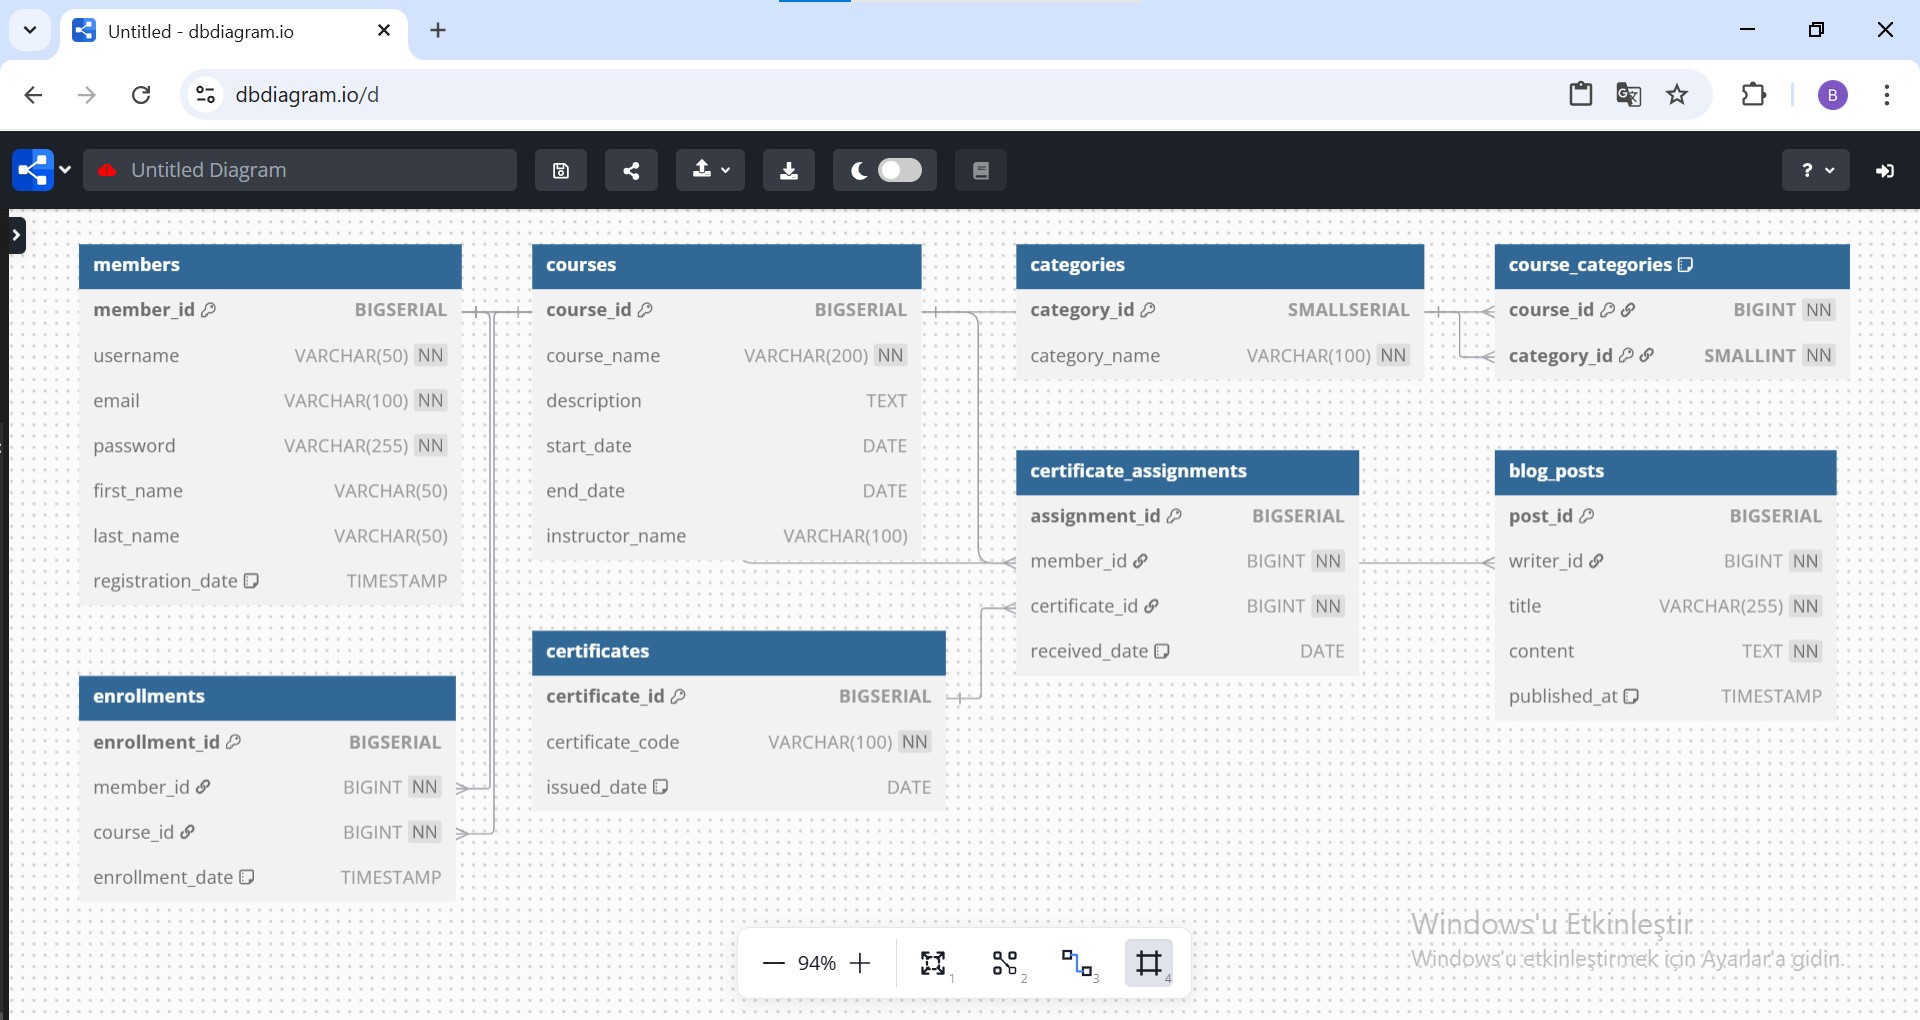 Untitled - dbdiagram.io
dbdiagram.io/d
B
Untitled Diagram
?
members
member_id BIGSERIAL
username VARCHAR(50) NN
email VARCHAR(100) NN
password VARCHAR(255) NN
first_name VARCHAR(50)
last_name VARCHAR(50)
registration_date TIMESTAMP
courses
course_id BIGSERIAL
course_name VARCHAR(200) NN
description TEXT
start_date DATE
end_date DATE
instructor_name VARCHAR(100)
categories
category_id SMALLSERIAL
category_name VARCHAR(100) NN
course_categories
course_id BIGINT NN
category_id SMALLINT NN
certificate_assignments
assignment_id BIGSERIAL
member_id BIGINT NN
certificate_id BIGINT NN
received_date DATE
blog_posts
post_id BIGSERIAL
writer_id BIGINT NN
title VARCHAR(255) NN
content TEXT NN
published_at TIMESTAMP
enrollments
enrollment_id BIGSERIAL
member_id BIGINT NN
course_id BIGINT NN
enrollment_date TIMESTAMP
certificates
certificate_id BIGSERIAL
certificate_code VARCHAR(100) NN
issued_date DATE
Windows'u Etkinleştir
Windows'u etkinleştirmek için Ayarlar'a gidin.
94% 1 2 3 4